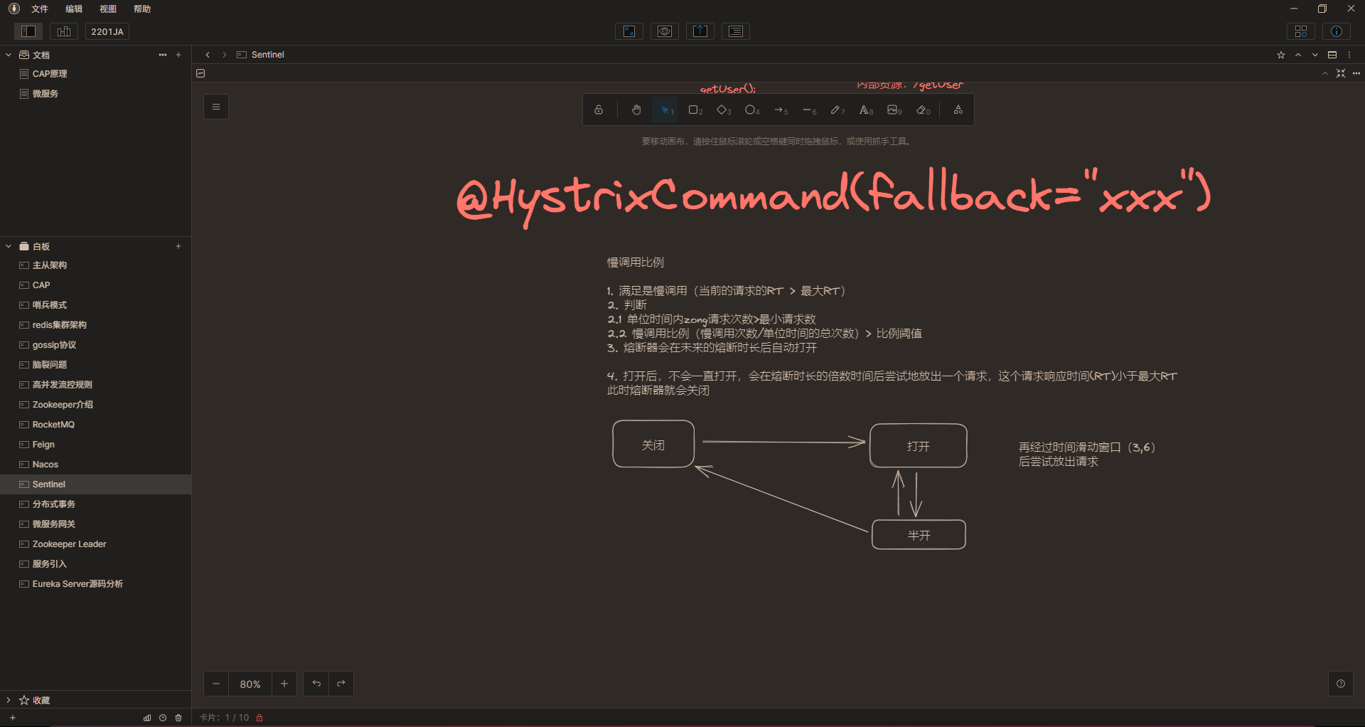 文件 编辑 视图 帮助
2201JA
文档
CAP原理
微服务
白板
主从架构
CAP
哨兵模式
redis集群架构
gossip协议
脑裂问题
高并发流控规则
Zookeeper介绍
RocketMQ
Feign
Nacos
Sentinel
分布式事务
微服务网关
Zookeeper Leader
服务引入
Eureka Server源码分析
收藏
Sentinel
getUser();
内部资源：/getUser
1 2 3 4 5 6 7 8 9 0
要移动画布，请按住鼠标滚轮或空格键同时拖拽鼠标，或使用抓手工具。
@HystrixCommand(fallback="xxx")
慢调用比例
1. 满足是慢调用（当前的请求的RT > 最大RT）
2. 判断
2.1 单位时间内zong请求次数>最小请求数
2.2 慢调用比例（慢调用次数/单位时间的总次数）> 比例阈值
3. 熔断器会在未来的熔断时长后自动打开
4. 打开后，不会一直打开，会在熔断时长的倍数时间后尝试地放出一个请求，这个请求响应时间(RT)小于最大RT
此时熔断器就会关闭
关闭
打开
再经过时间滑动窗口（3,6）
后尝试放出请求
半开
80%
卡片：1 / 10